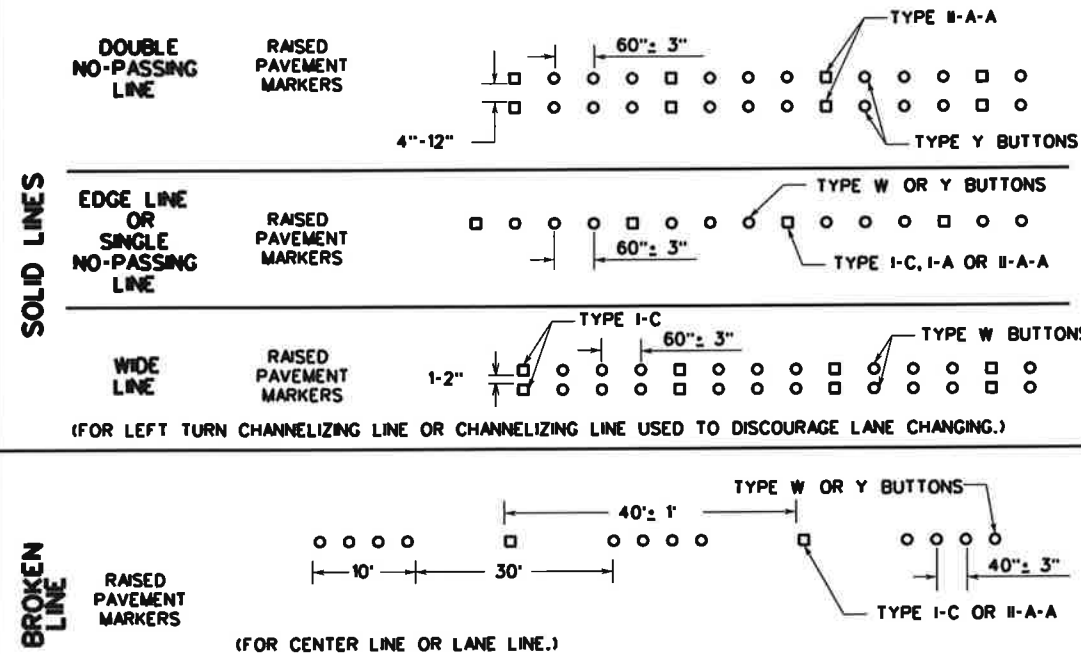 SOLID LINES
DOUBLE
NO-PASSING
LINE
RAISED
PAVEMENT
MARKERS
60"± 3"
TYPE II-A-A
4"-12"
TYPE Y BUTTONS
EDGE LINE
OR
SINGLE
NO-PASSING
LINE
RAISED
PAVEMENT
MARKERS
TYPE W OR Y BUTTONS
60"± 3"
TYPE I-C, I-A OR II-A-A
WIDE
LINE
RAISED
PAVEMENT
MARKERS
TYPE I-C
60"± 3"
TYPE W BUTTONS
1-2"
(FOR LEFT TURN CHANNELIZING LINE OR CHANNELIZING LINE USED TO DISCOURAGE LANE CHANGING.)
BROKEN
LINE
RAISED
PAVEMENT
MARKERS
TYPE W OR Y BUTTONS
40'± 1'
10'
30'
40"± 3"
TYPE I-C OR II-A-A
(FOR CENTER LINE OR LANE LINE.)